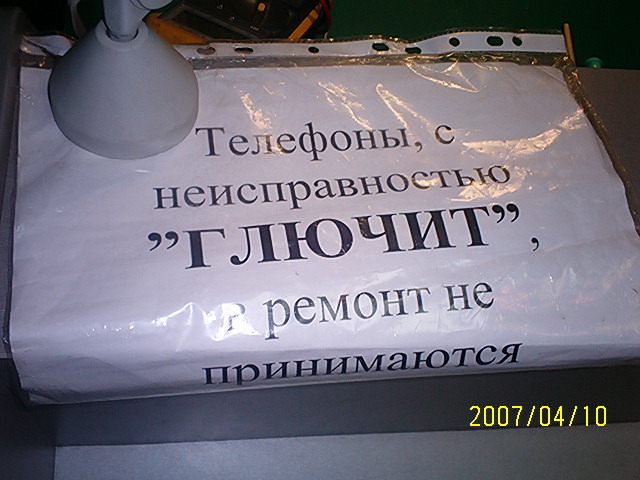 Телефоны, с
неисправностью
”ГЛЮЧИТ”,
в ремонт не
принимаются
2007/04/10